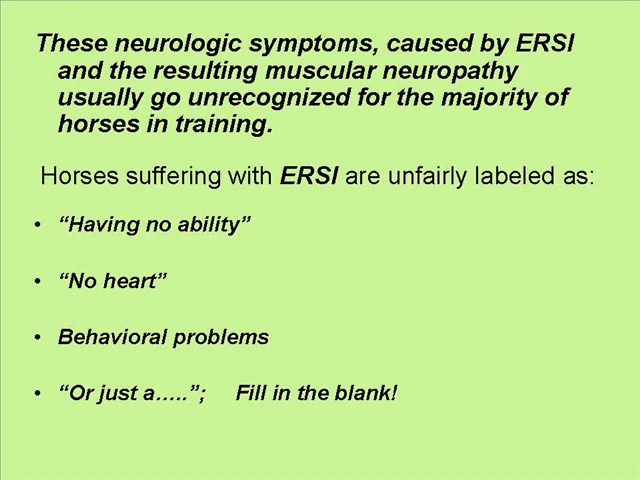 These neurologic symptoms, caused by ERSI
and the resulting muscular neuropathy
usually go unrecognized for the majority of
horses in training.
Horses suffering with ERSI are unfairly labeled as:
• “Having no ability”
• “No heart”
• Behavioral problems
• “Or just a…..”; Fill in the blank!